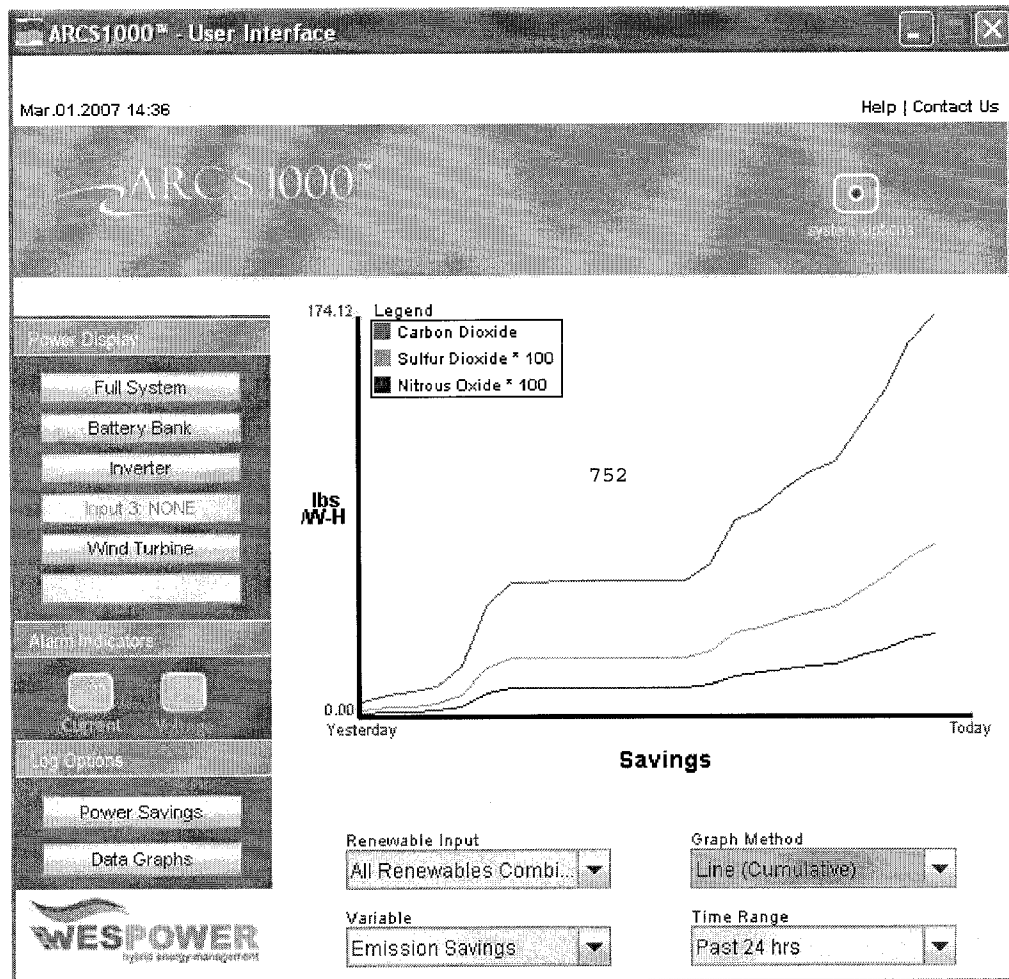 ARCS1000™ - User Interface
Mar.01.2007 14:36
Help | Contact Us
ARCS1000™
system options
Power Display
Full System
Battery Bank
Inverter
Input 3: NONE
Wind Turbine
Alarm Indicators
Current
Voltage
Log Options
Power Savings
Data Graphs
WESPOWER
hybrid energy management
174.12
Legend
Carbon Dioxide
Sulfur Dioxide * 100
Nitrous Oxide * 100
752
lbs
/W-H
0.00
Yesterday
Today
Savings
Renewable Input
All Renewables Combi...
Graph Method
Line (Cumulative)
Variable
Emission Savings
Time Range
Past 24 hrs